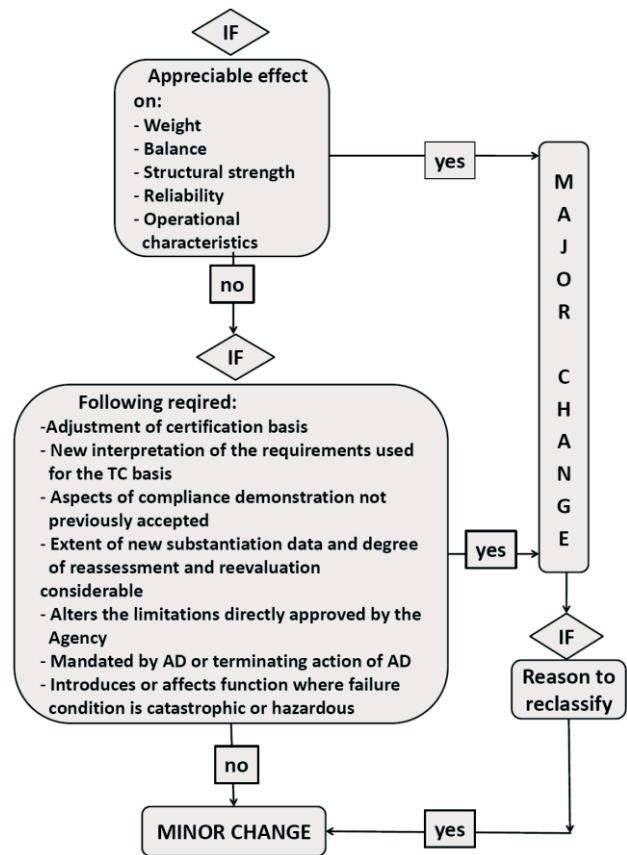 IF
Appreciable effect
on:
- Weight
- Balance
- Structural strength
- Reliability
- Operational
characteristics
yes
MAJOR CHANGE
no
IF
Following reqired:
-Adjustment of certification basis
- New interpretation of the requirements used
for the TC basis
- Aspects of compliance demonstration not
previously accepted
- Extent of new substantiation data and degree
of reassessment and reevaluation
considerable
- Alters the limitations directly approved by the
Agency
- Mandated by AD or terminating action of AD
- Introduces or affects function where failure
condition is catastrophic or hazardous
yes
IF
Reason to
reclassify
no
MINOR CHANGE
yes